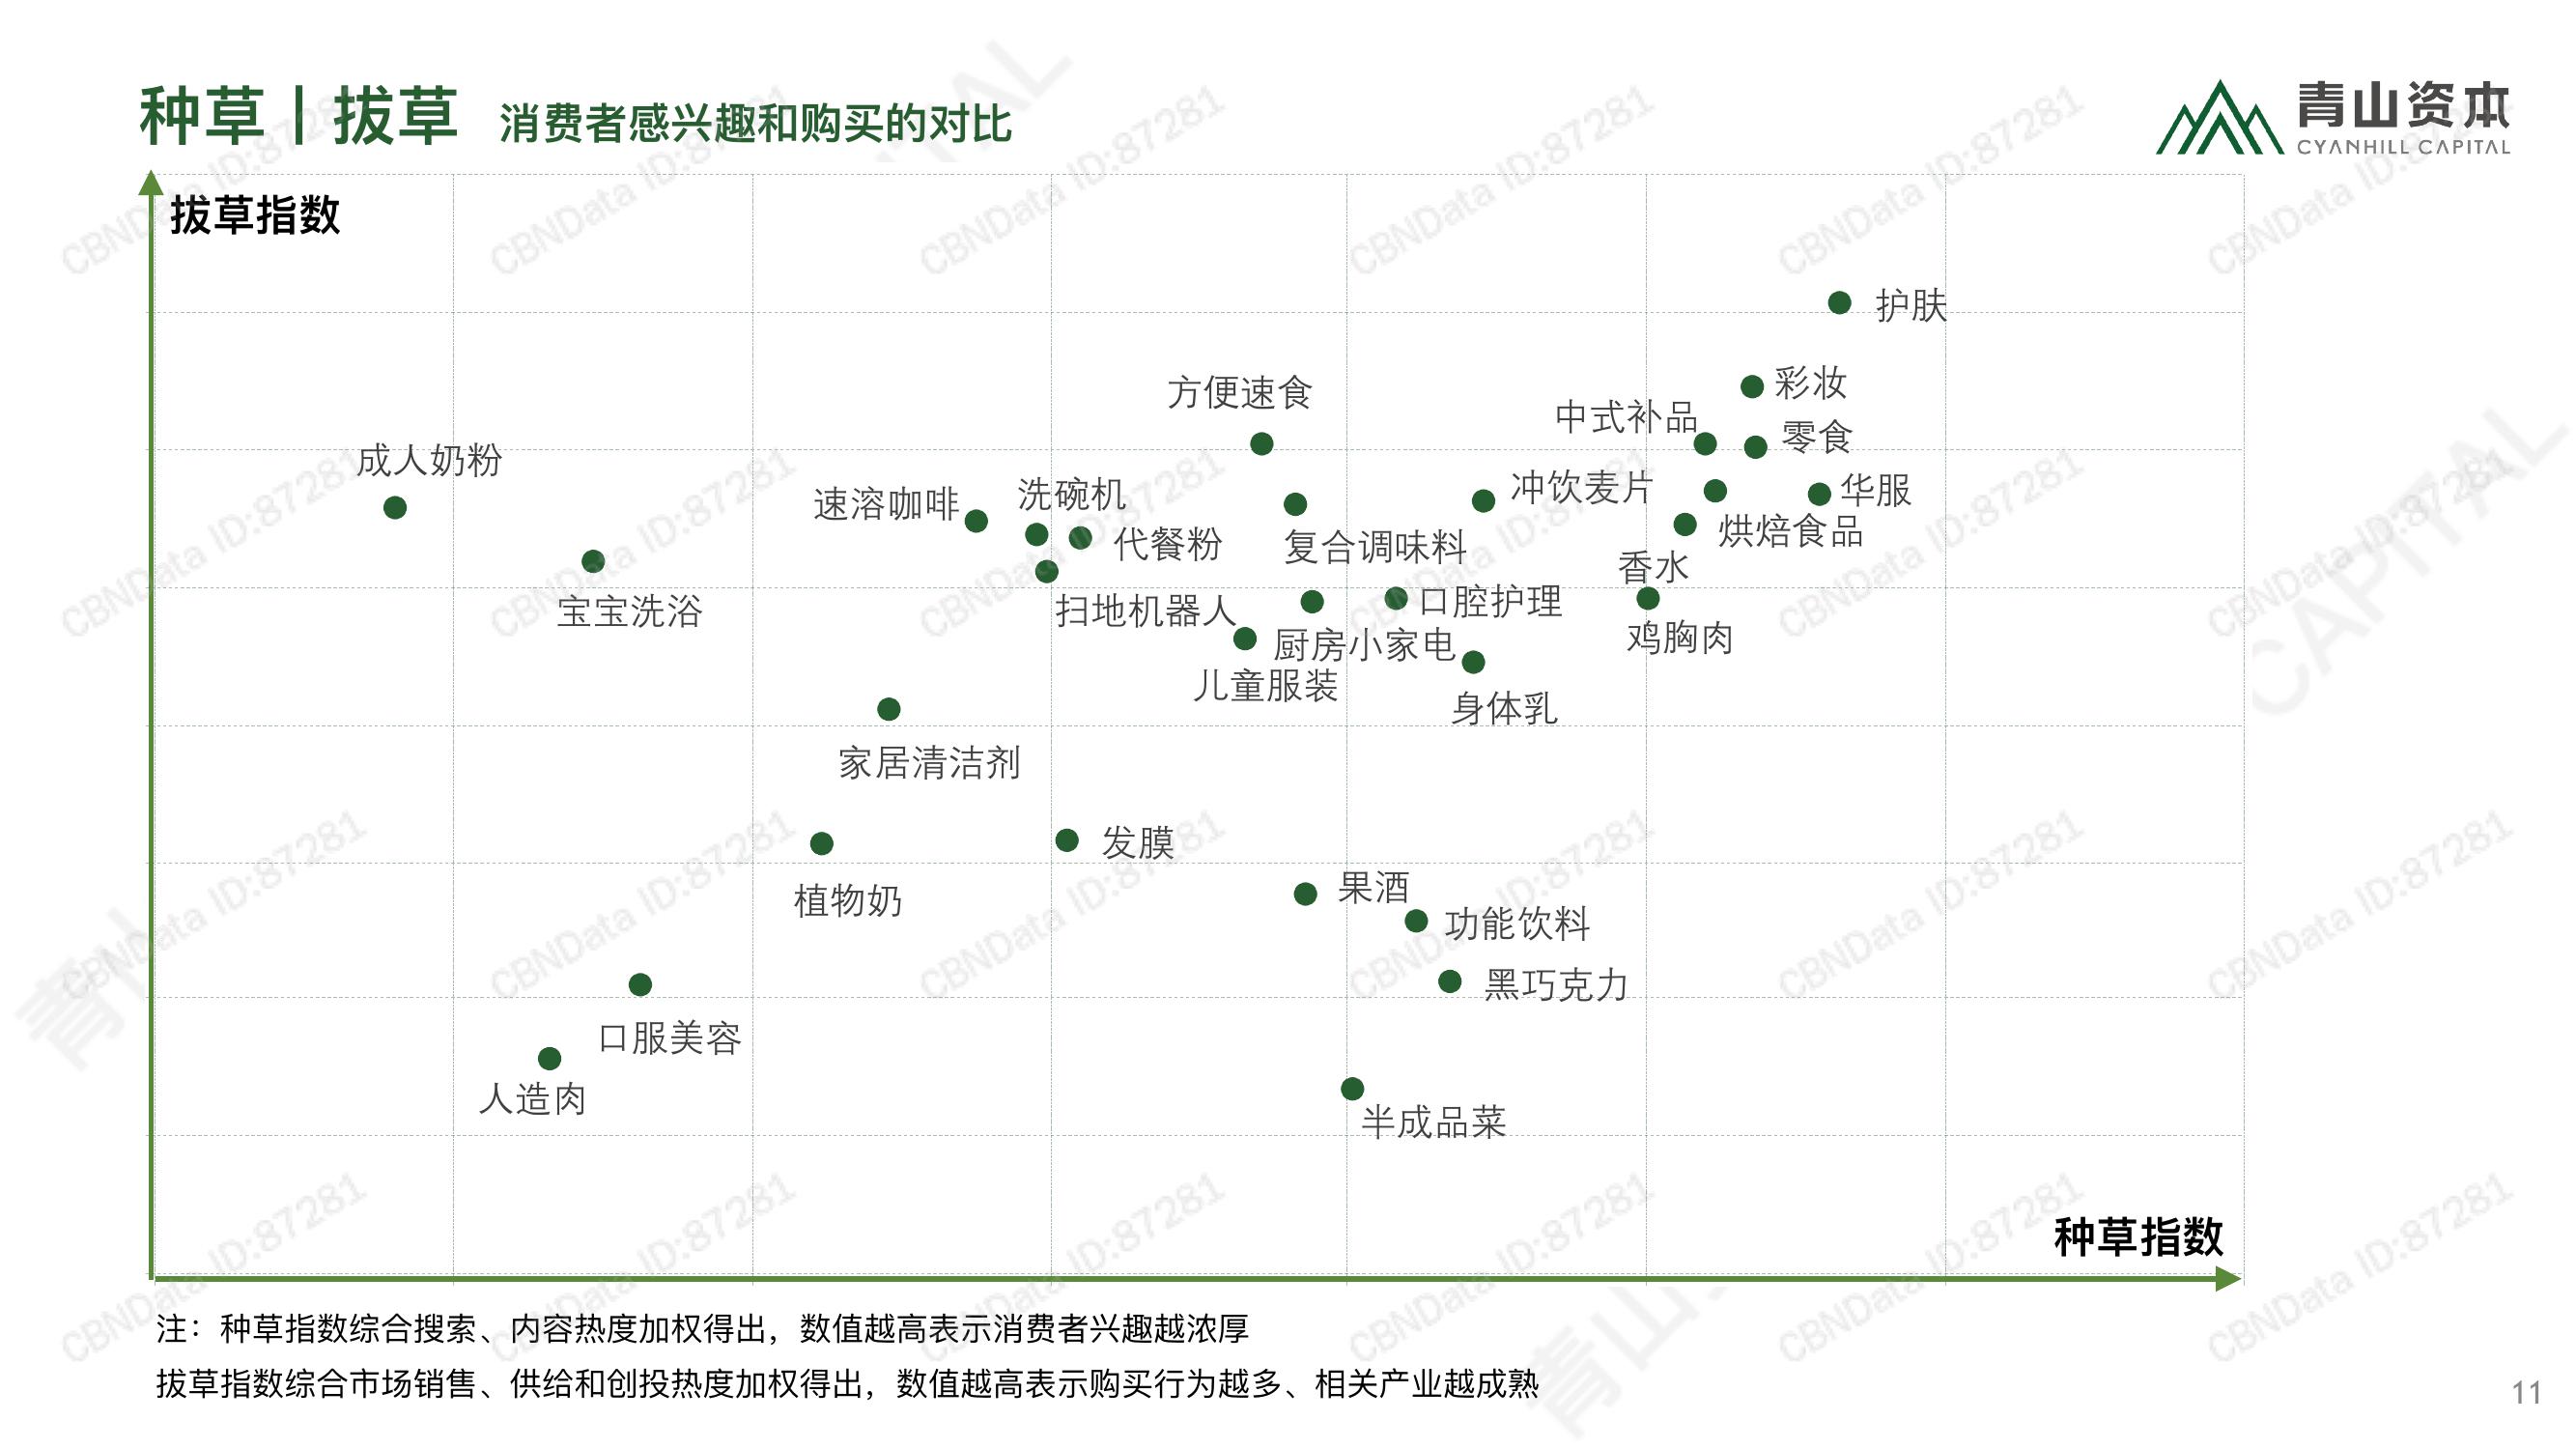 种草丨拔草 消费者感兴趣和购买的对比
青山资本
CYANHILL CAPITAL
拔草指数
护肤
彩妆
方便速食
中式补品
零食
成人奶粉
速溶咖啡
洗碗机
冲饮麦片
华服
代餐粉
复合调味料
烘焙食品
香水
宝宝洗浴
扫地机器人
口腔护理
厨房小家电
鸡胸肉
儿童服装
身体乳
家居清洁剂
发膜
植物奶
果酒
功能饮料
黑巧克力
口服美容
人造肉
半成品菜
种草指数
注：种草指数综合搜索、内容热度加权得出，数值越高表示消费者兴趣越浓厚
拔草指数综合市场销售、供给和创投热度加权得出，数值越高表示购买行为越多、相关产业越成熟
11
CBNData ID:87281
CAPITAL
青山